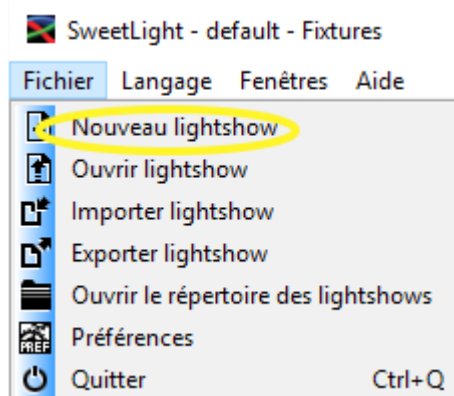 SweetLight - default - Fixtures
Fichier Langage Fenêtres Aide
Nouveau lightshow
Ouvrir lightshow
Importer lightshow
Exporter lightshow
Ouvrir le répertoire des lightshows
PREF Préférences
Quitter Ctrl+Q